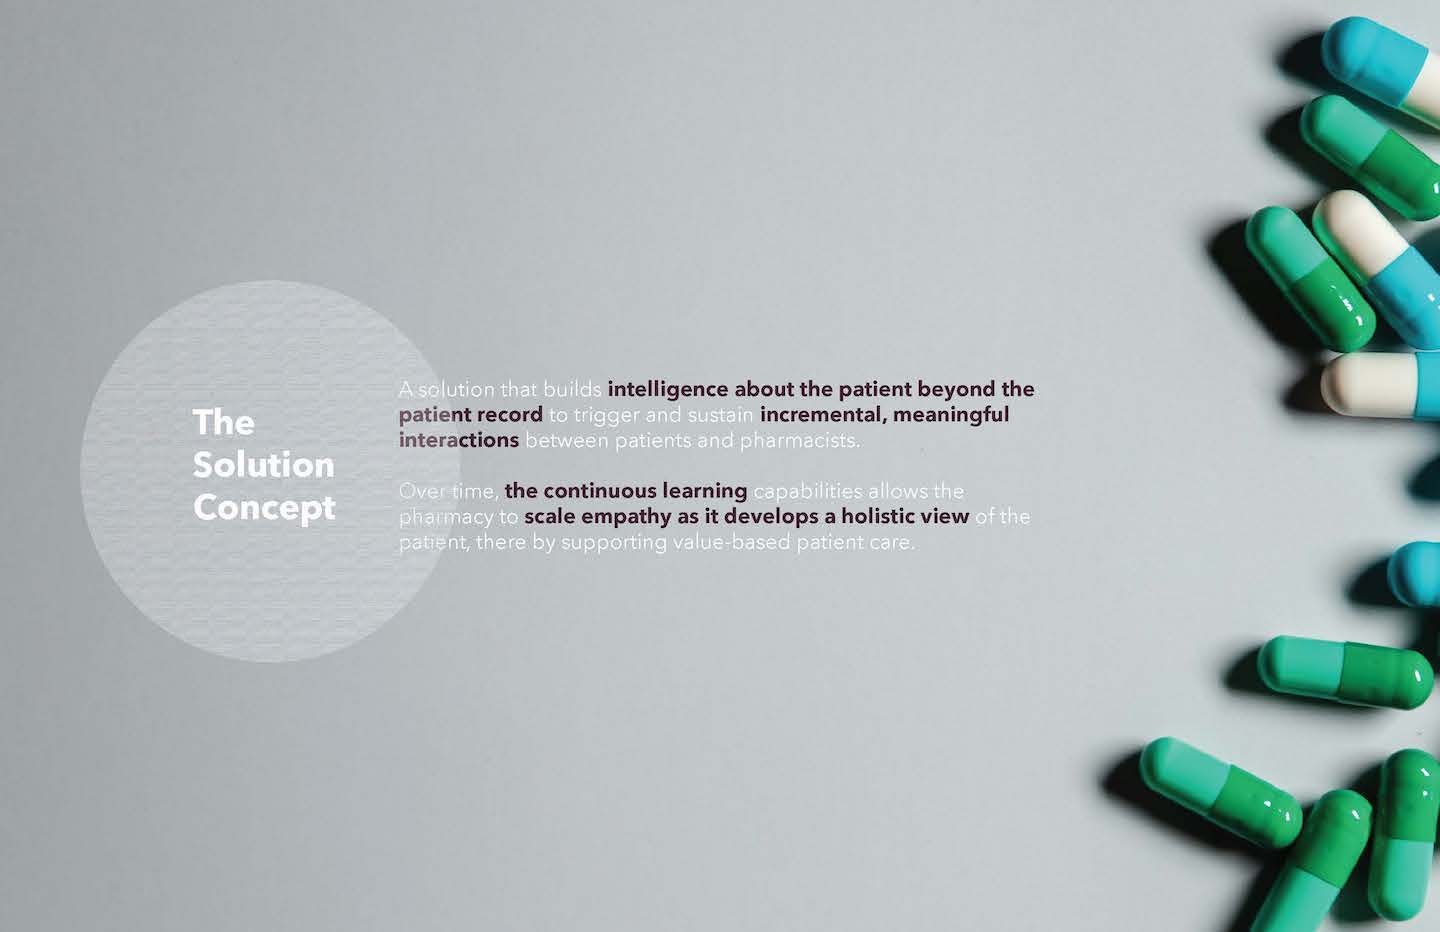 The
Solution
Concept
A solution that builds intelligence about the patient beyond the
patient record to trigger and sustain incremental, meaningful
interactions between patients and pharmacists.
Over time, the continuous learning capabilities allows the
pharmacy to scale empathy as it develops a holistic view of the
patient, there by supporting value-based patient care.